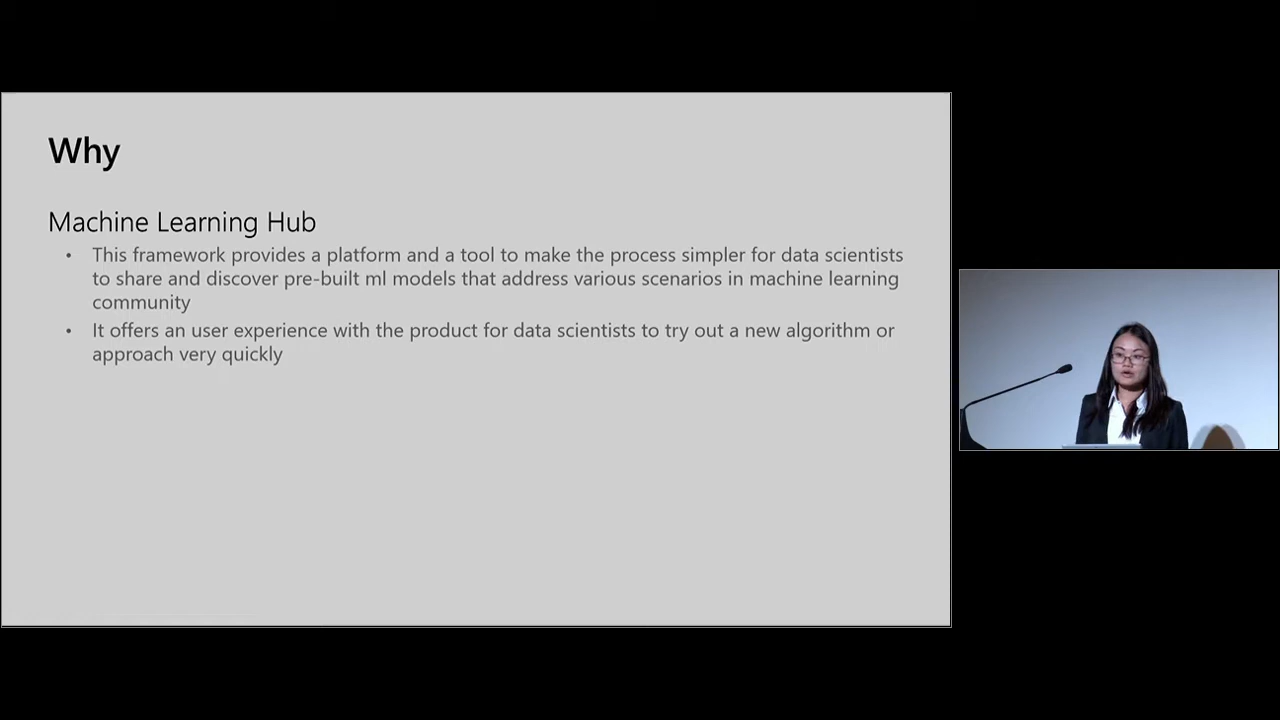 Why
Machine Learning Hub
• This framework provides a platform and a tool to make the process simpler for data scientists
to share and discover pre-built ml models that address various scenarios in machine learning
community
• It offers an user experience with the product for data scientists to try out a new algorithm or
approach very quickly